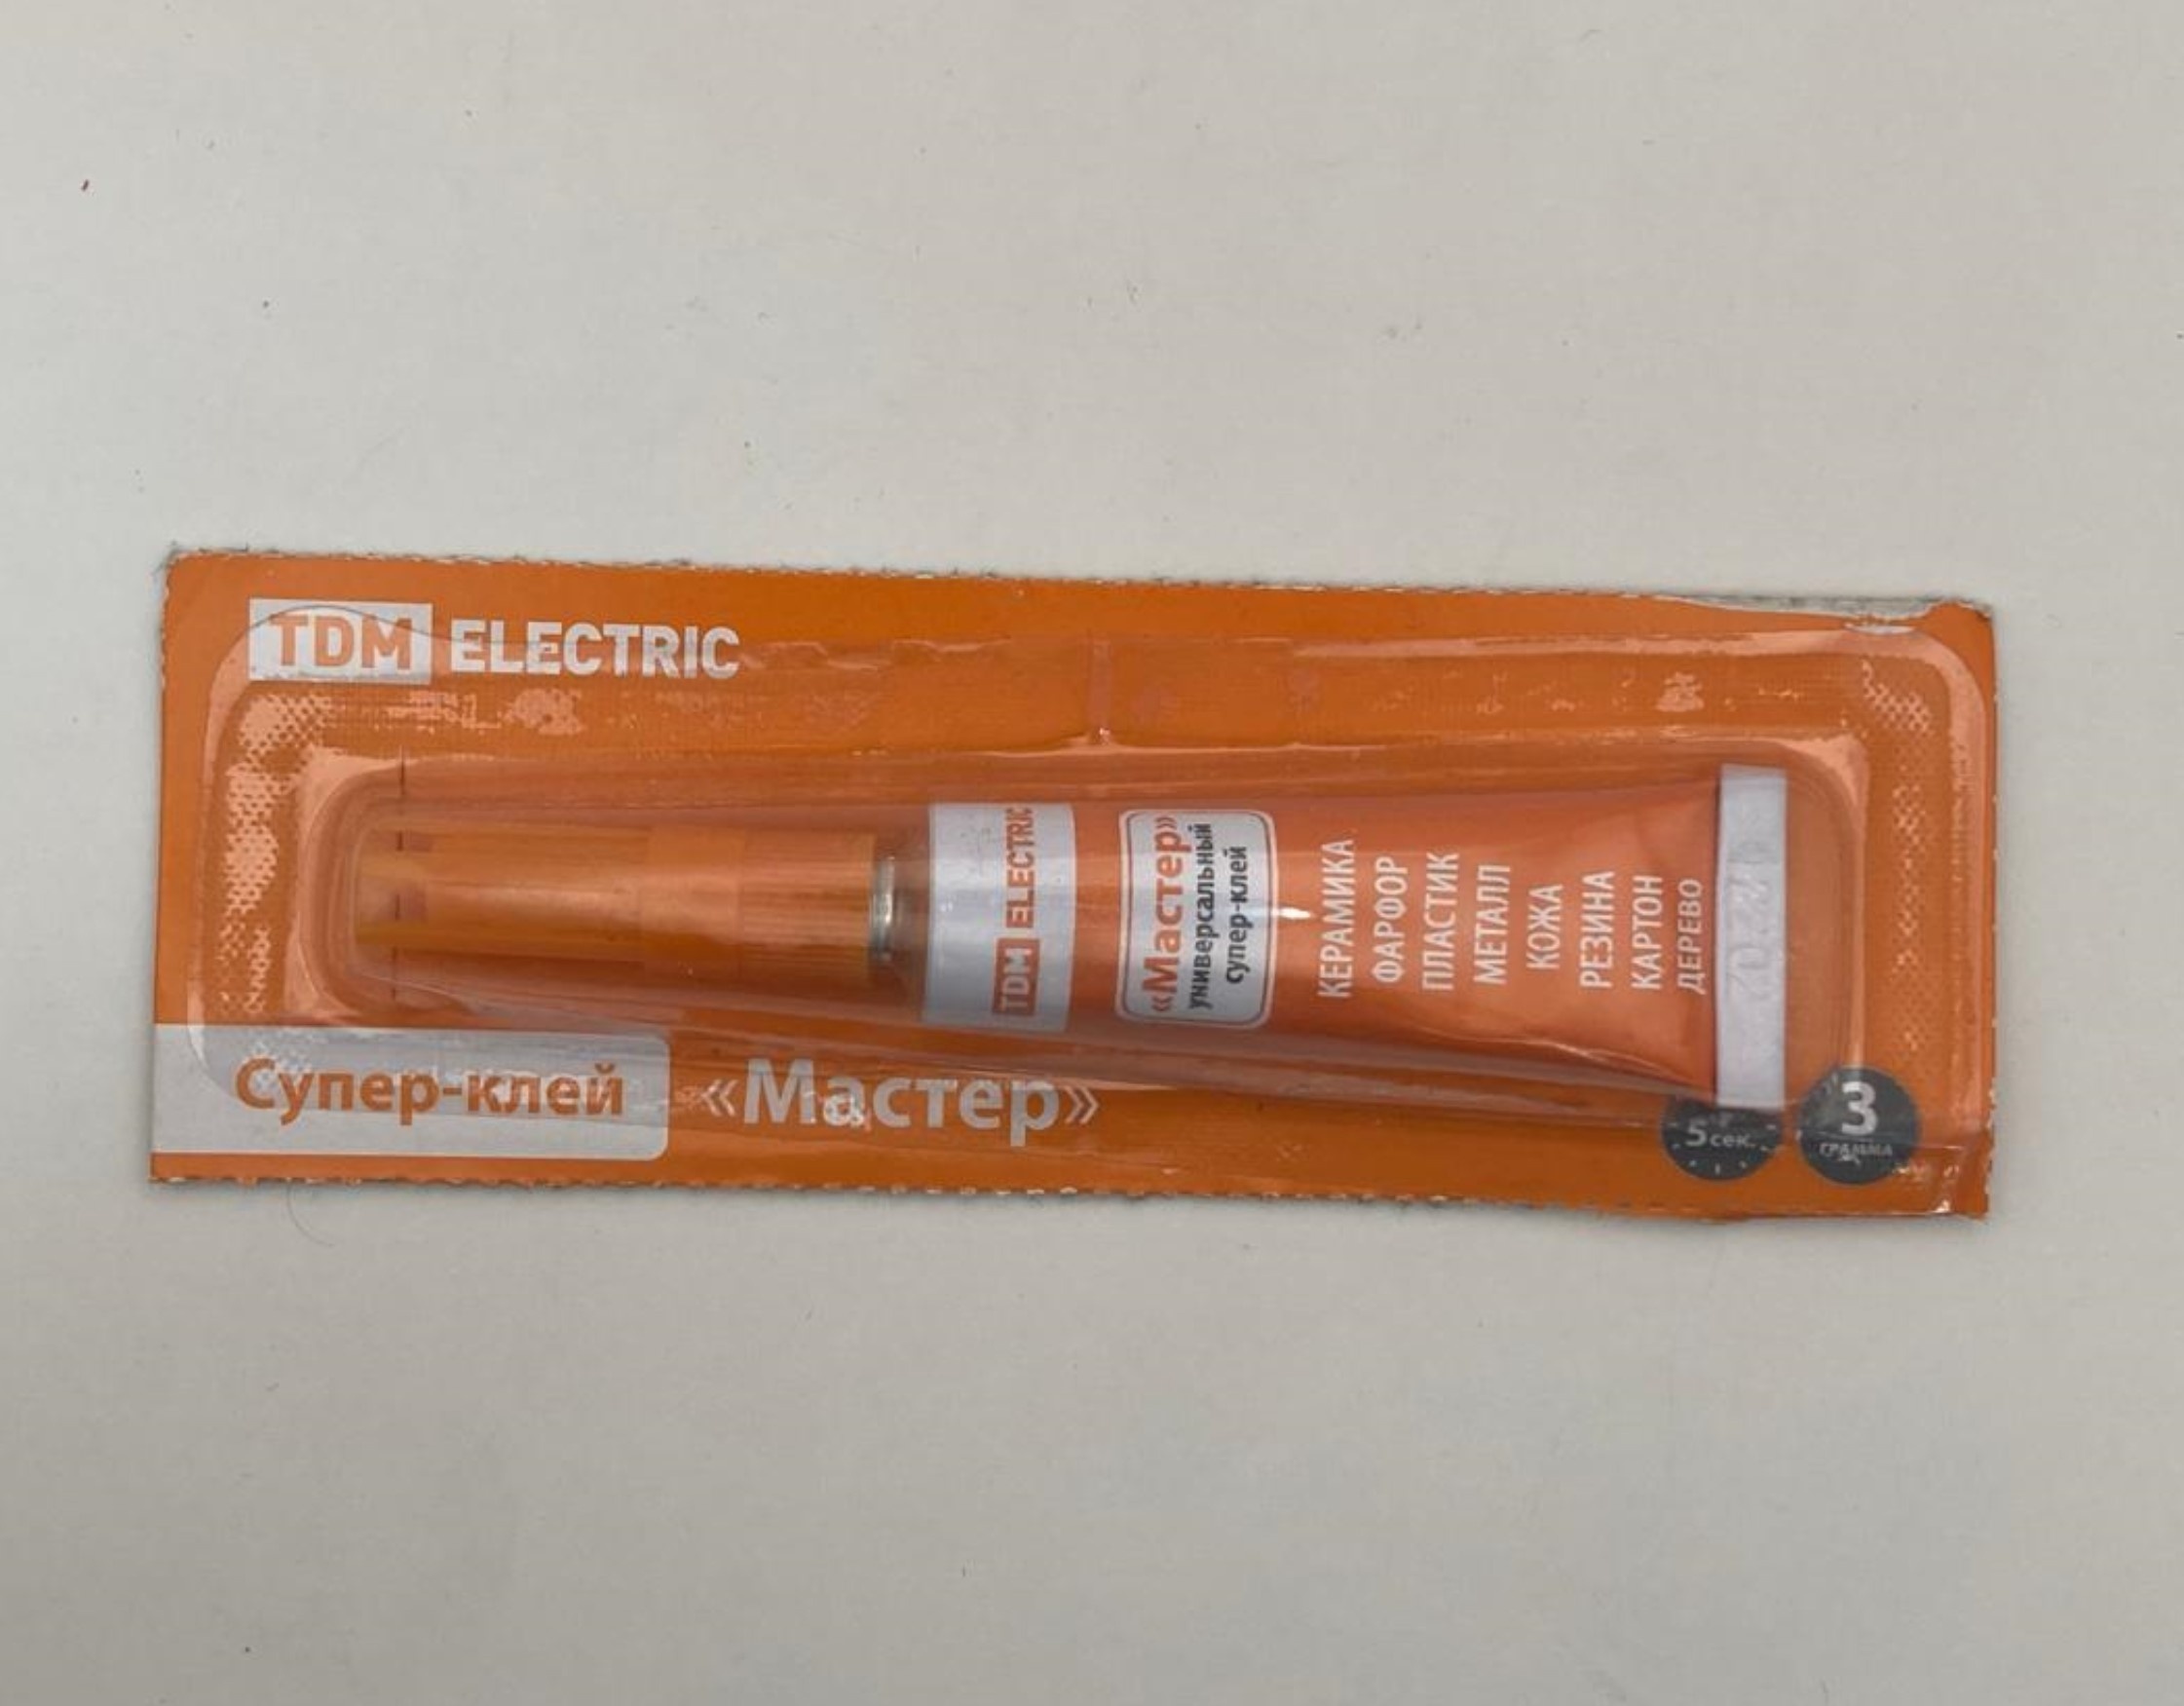 TDM ELECTRIC
TDM ELECTRIC
«Мастер»
универсальный
супер-клей
КЕРАМИКА
ФАРФОР
ПЛАСТИК
МЕТАЛЛ
КОЖА
РЕЗИНА
КАРТОН
ДЕРЕВО
Супер-клей «Мастер»
5 сек.
3
ГРАММА